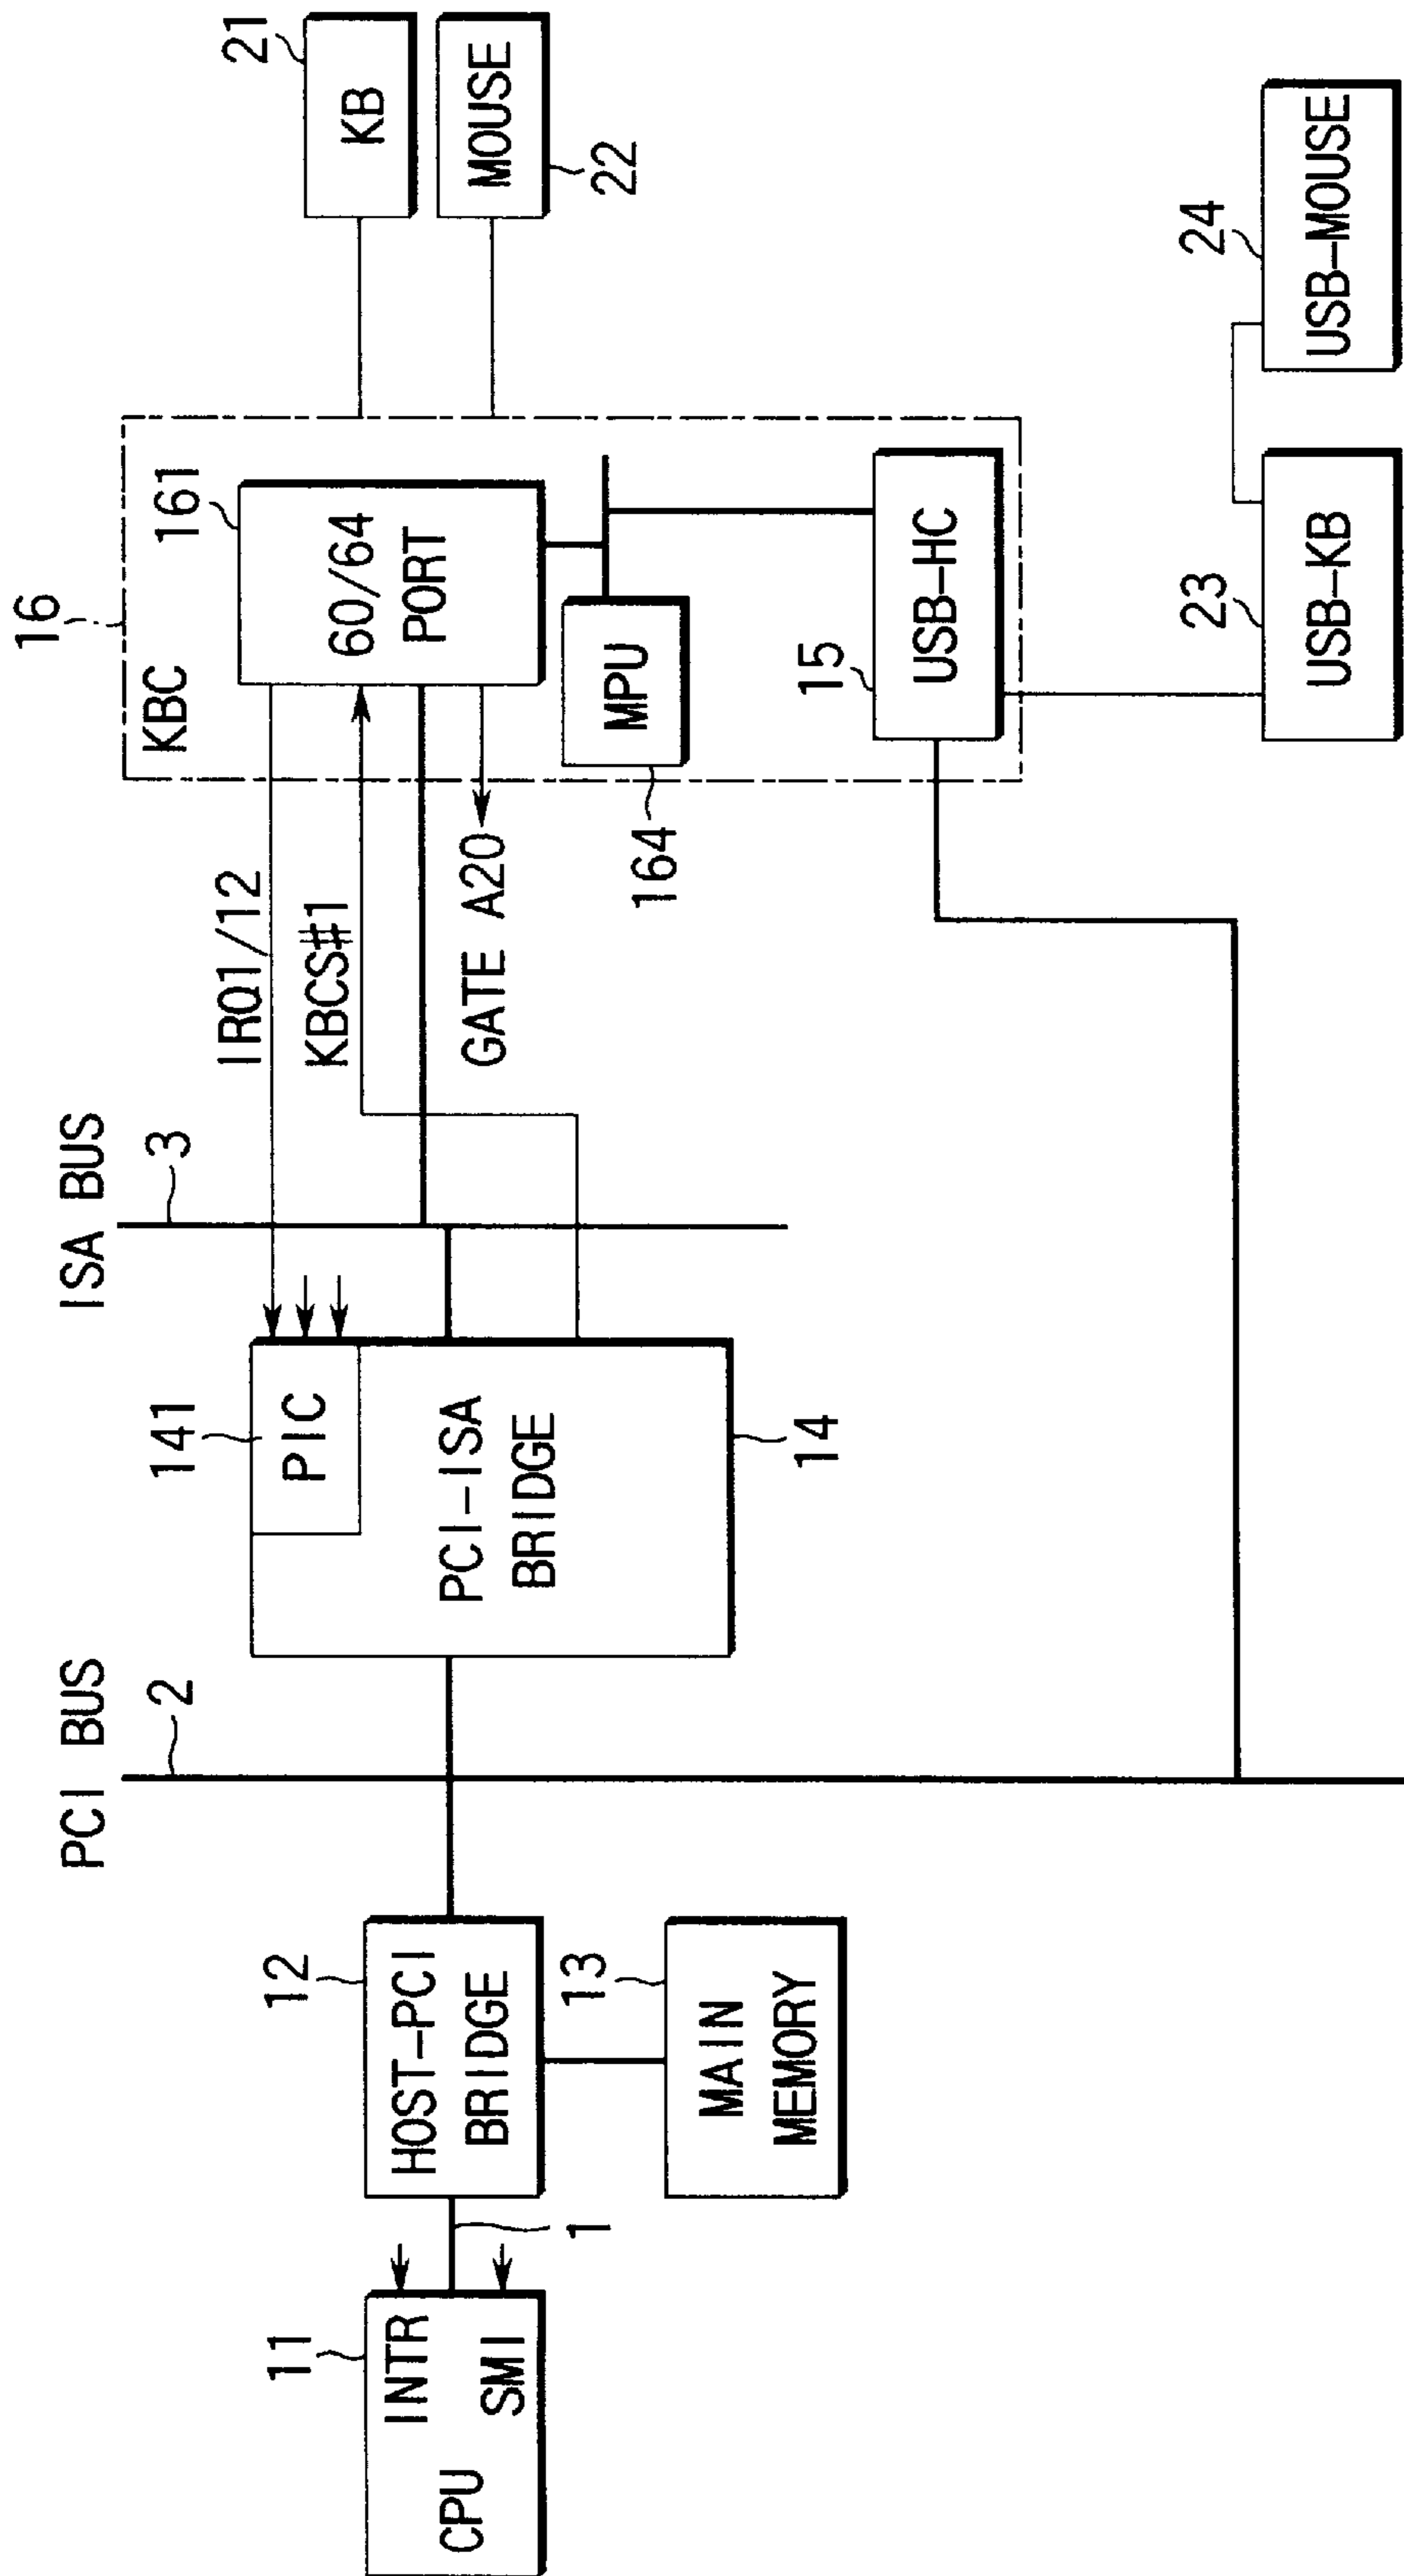 PCI BUS
2
ISA BUS
3
16
KBC
161
60/64
PORT
IRQ1/12
KBCS#1
GATE A20
MPU
164
15
USB-HC
21
KB
MOUSE
22
11
CPU
INTR
SMI
1
12
HOST-PCI
BRIDGE
13
MAIN
MEMORY
141
PIC
PCI-ISA
BRIDGE
14
23
USB-KB
24
USB-MOUSE